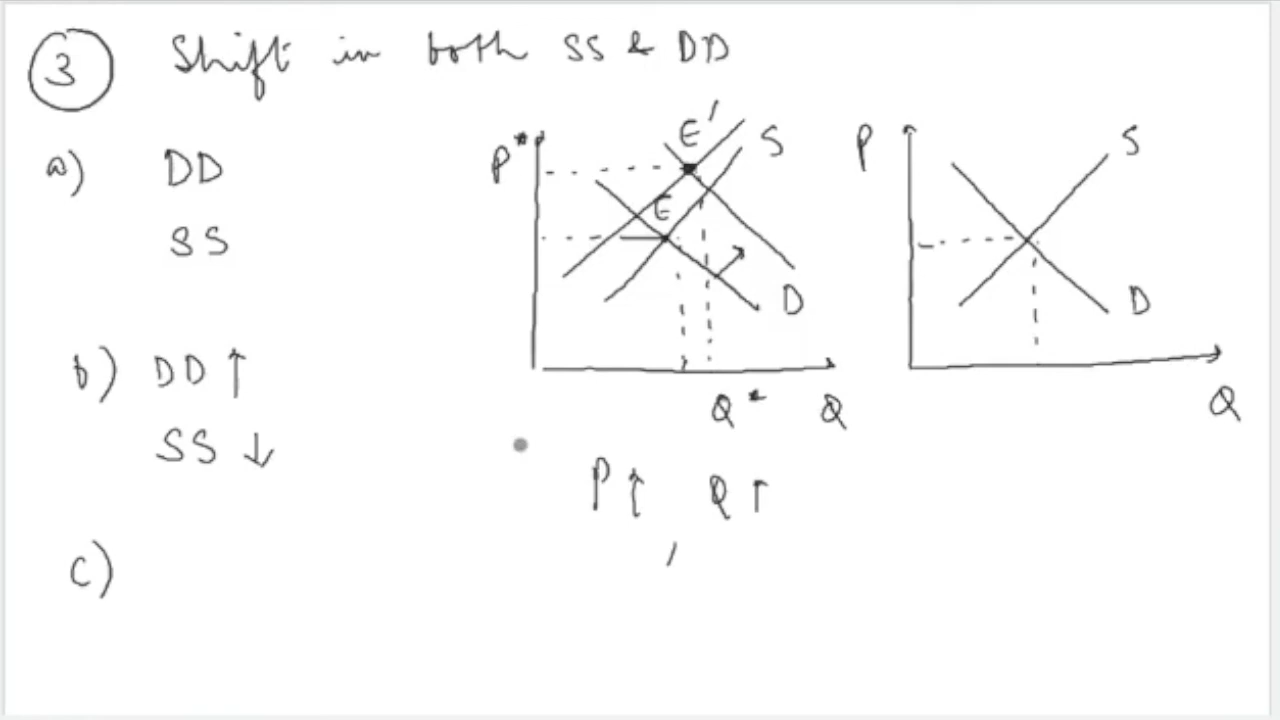 3 Shift in both SS & DD
a) DD
SS
b) DD ↑
SS ↓
c)
P*
E'
S
E
D
Q* Q
P
S
D
Q
P ↑ Q ↑